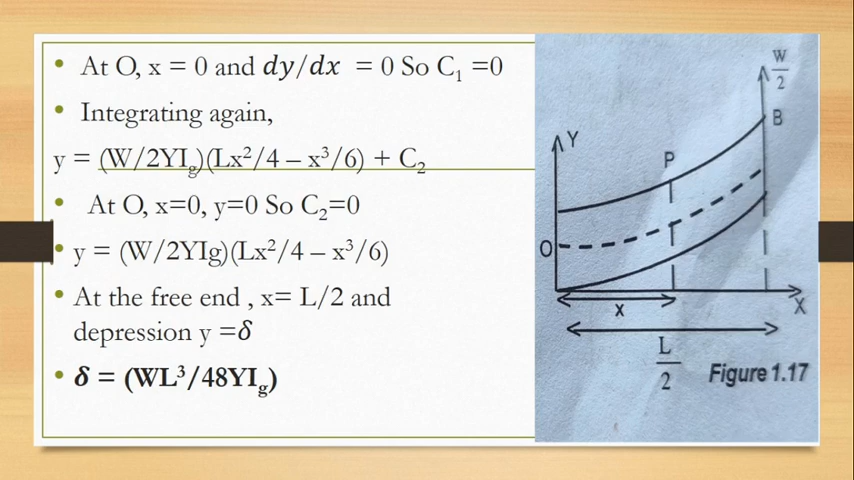 • At O, x = 0 and dy/dx = 0 So C₁ =0
• Integrating again,
y = (W/2YI_g)(Lx²/4 – x³/6) + C₂
• At O, x=0, y=0 So C₂=0
• y = (W/2YIg)(Lx²/4 – x³/6)
• At the free end , x= L/2 and
depression y =δ
• δ = (WL³/48YI_g)
W
2
B
Y
P
O
X
x
L
2
Figure 1.17